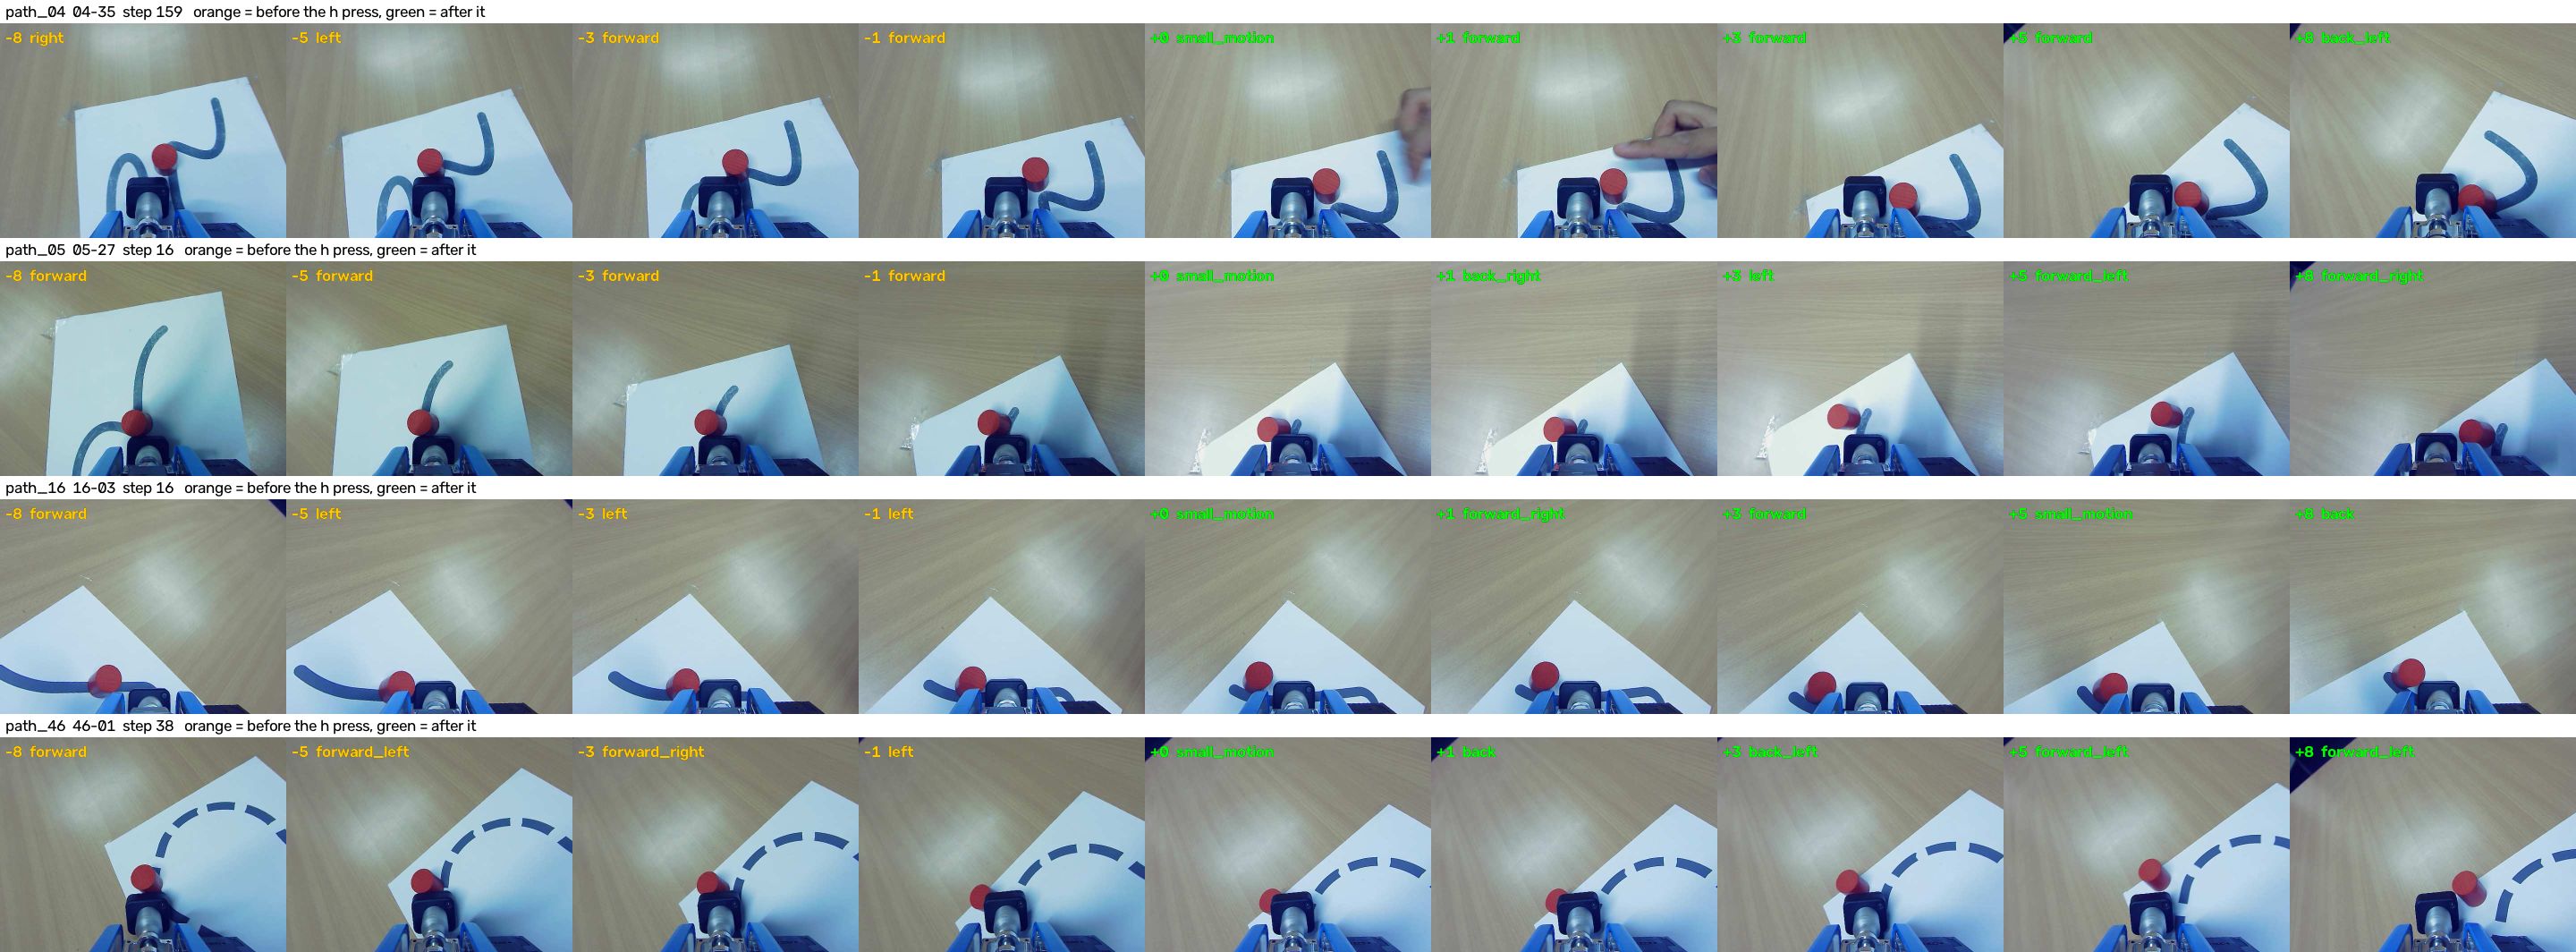 path_04 04-35 step 159 orange = before the h press, green = after it
-8 right -5 left -3 forward -1 forward +0 small_motion +1 forward +3 forward +5 forward +8 back_left
path_05 05-27 step 16 orange = before the h press, green = after it
-8 forward -5 forward -3 forward -1 forward +0 small_motion +1 back_right +3 left +5 forward_left +8 forward_right
path_16 16-03 step 16 orange = before the h press, green = after it
-8 forward -5 left -3 left -1 left +0 small_motion +1 forward_right +3 forward +5 small_motion +8 back
path_46 46-01 step 38 orange = before the h press, green = after it
-8 forward -5 forward_left -3 forward_right -1 left +0 small_motion +1 back +3 back_left +5 forward_left +8 forward_left